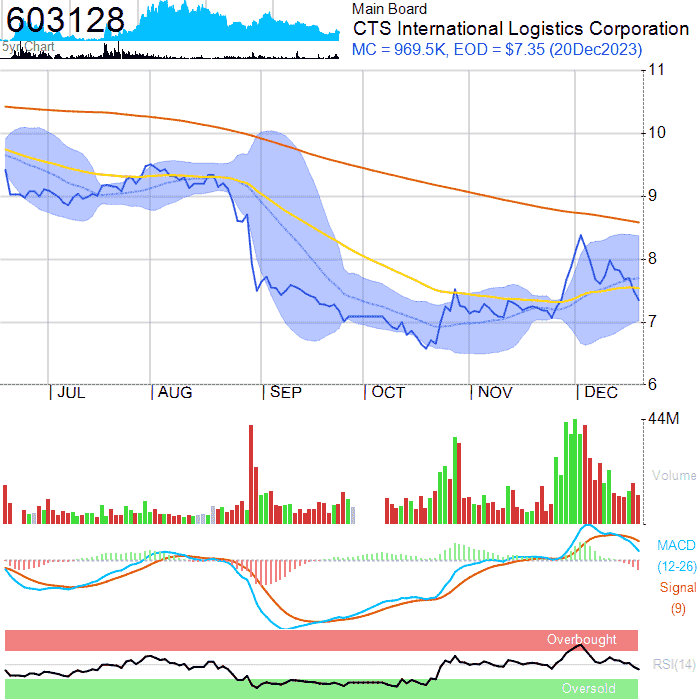 603128
Main Board
CTS International Logistics Corporation
5yr Chart
MC = 969.5K, EOD = $7.35 (20Dec2023)
11
10
9
8
7
6
JUL
AUG
SEP
OCT
NOV
DEC
44M
Volume
MACD
(12-26)
Signal
(9)
Overbought
RSI(14)
Oversold